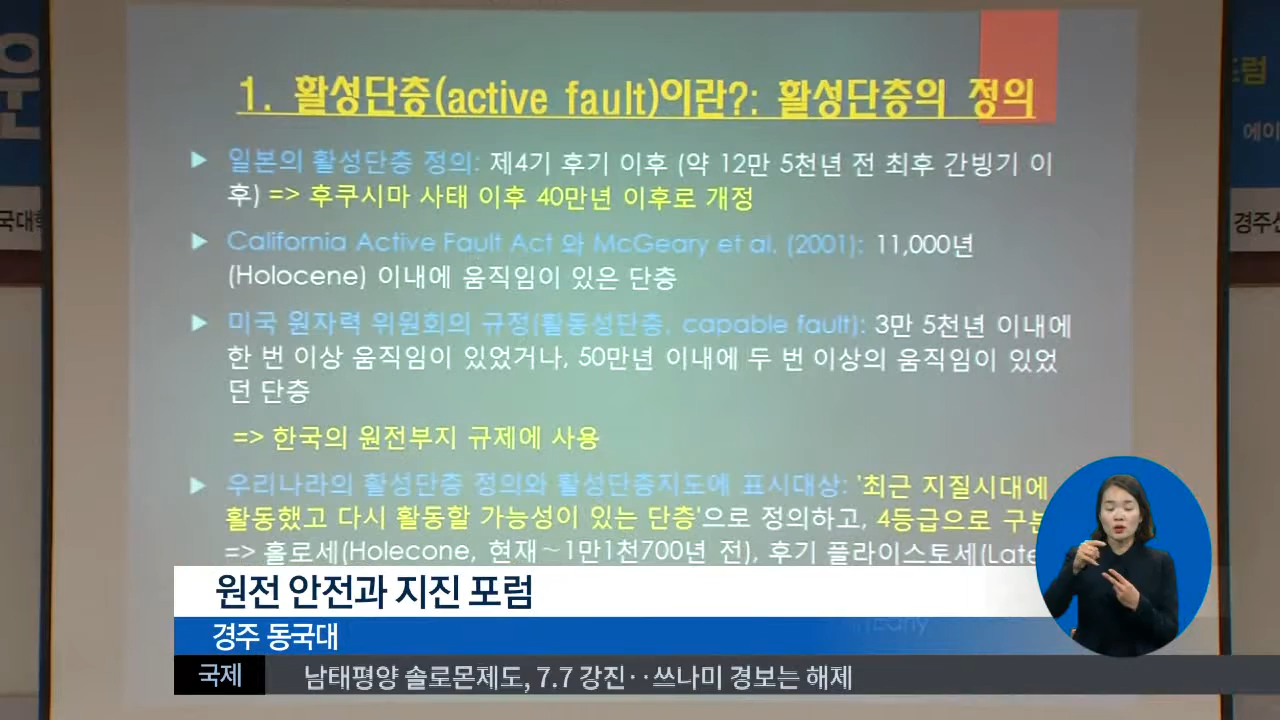 1. 활성단층(active fault)이란?: 활성단층의 정의
▶ 일본의 활성단층 정의: 제4기 후기 이후 (약 12만 5천년 전 최후 간빙기 이
후) => 후쿠시마 사태 이후 40만년 이후로 개정
▶ California Active Fault Act 와 McGeary et al. (2001): 11,000년
(Holocene) 이내에 움직임이 있은 단층
▶ 미국 원자력 위원회의 규정(활동성단층, capable fault): 3만 5천년 이내에
한 번 이상 움직임이 있었거나, 50만년 이내에 두 번 이상의 움직임이 있었
던 단층
=> 한국의 원전부지 규제에 사용
▶ 우리나라의 활성단층 정의와 활성단층지도에 표시대상: '최근 지질시대에
활동했고 다시 활동할 가능성이 있는 단층'으로 정의하고, 4등급으로 구분
=> 홀로세(Holecone, 현재~1만1천700년 전), 후기 플라이스토세(Late
포럼
에이
국대학
경주
원전 안전과 지진 포럼
경주 동국대
국제 남태평양 솔로몬제도, 7.7 강진‥쓰나미 경보는 해제